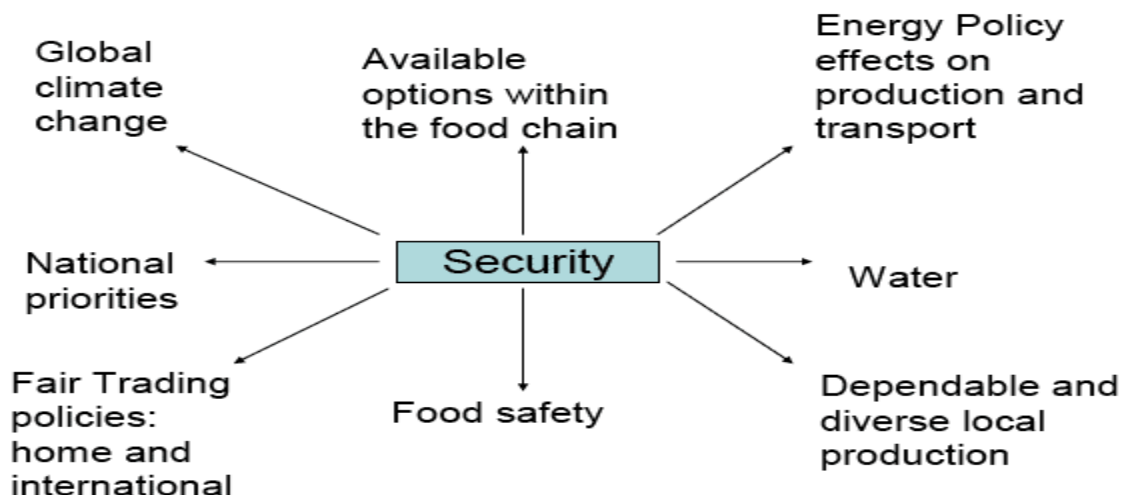 Global
climate
change
Available
options within
the food chain
Energy Policy
effects on
production and
transport
National
priorities
Security
Water
Fair Trading
policies:
home and
international
Food safety
Dependable and
diverse local
production